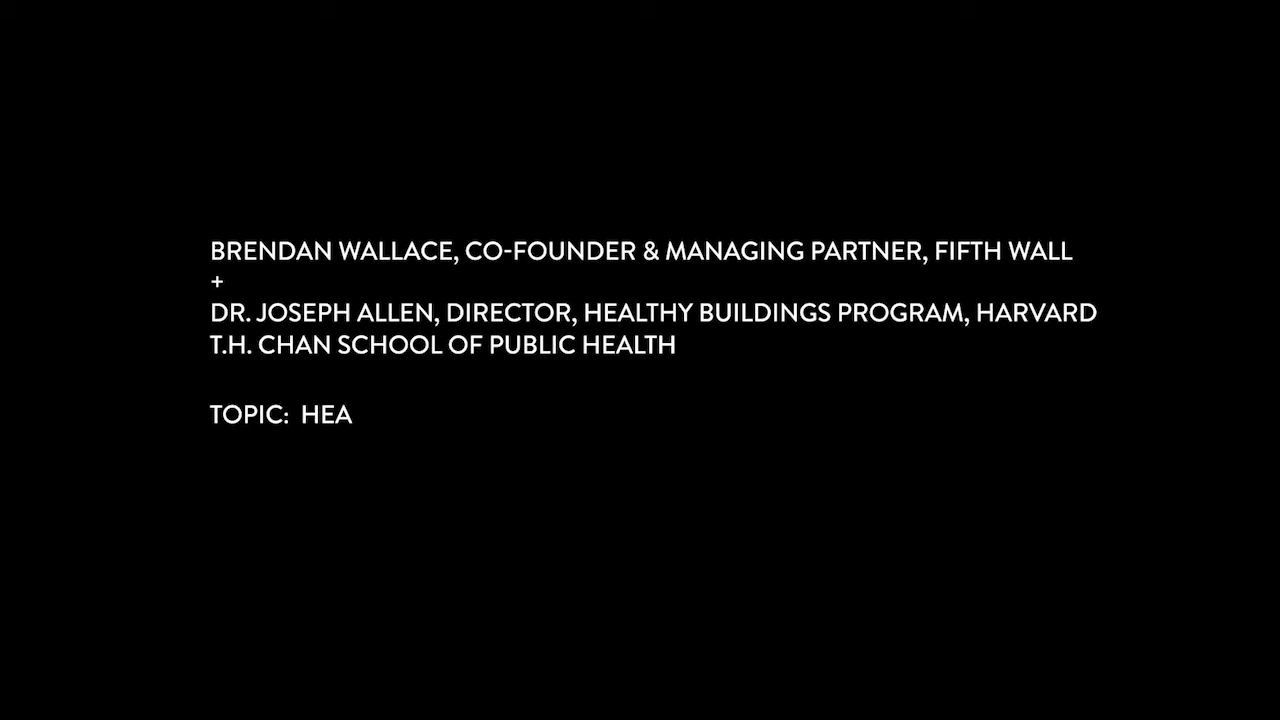 BRENDAN WALLACE, CO-FOUNDER & MANAGING PARTNER, FIFTH WALL
+
DR. JOSEPH ALLEN, DIRECTOR, HEALTHY BUILDINGS PROGRAM, HARVARD
T.H. CHAN SCHOOL OF PUBLIC HEALTH
TOPIC: HEA